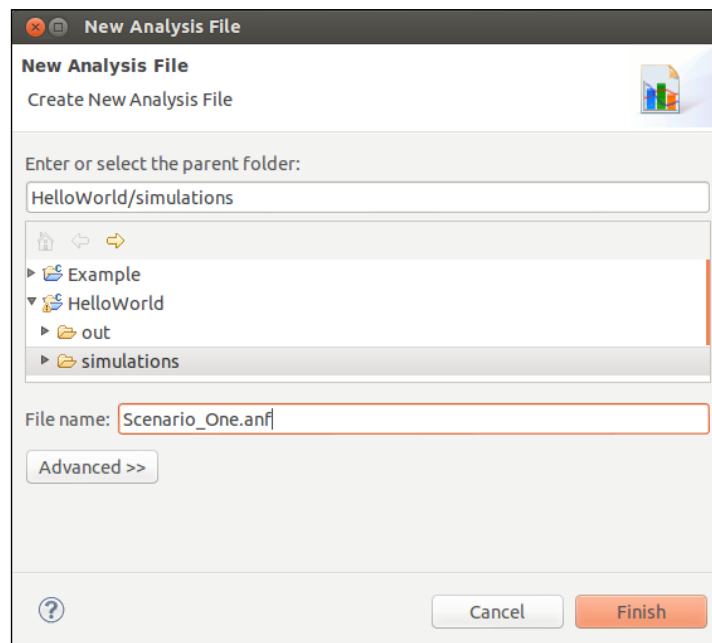 New Analysis File
New Analysis File
Create New Analysis File
Enter or select the parent folder:
HelloWorld/simulations
Example
HelloWorld
out
simulations
File name: Scenario_One.anf
Advanced >>
Cancel Finish